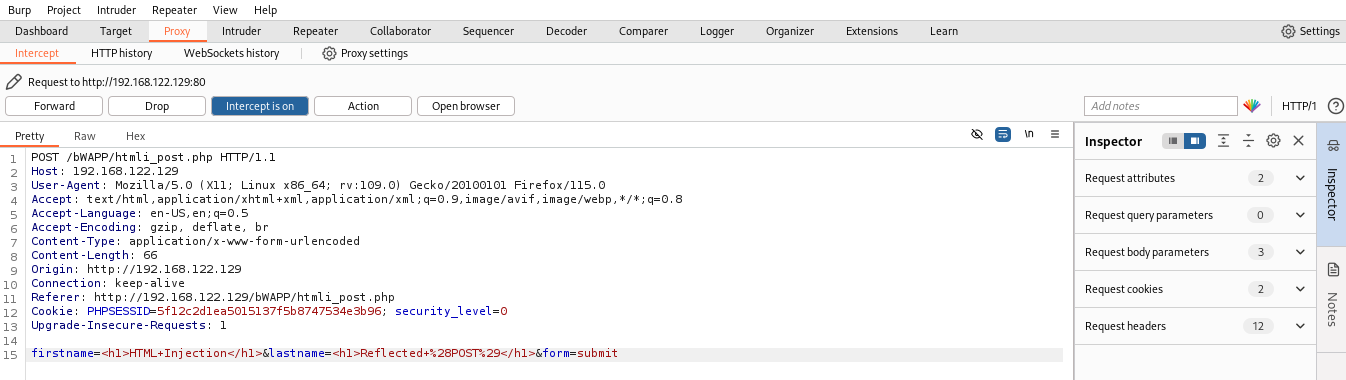 Burp Project Intruder Repeater View Help
Dashboard Target Proxy Intruder Repeater Collaborator Sequencer Decoder Comparer Logger Organizer Extensions Learn Settings
Intercept HTTP history WebSockets history Proxy settings
Request to http://192.168.122.129:80
Forward Drop Intercept is on Action Open browser Add notes HTTP/1 ?
Pretty Raw Hex \n
Inspector
1 POST /bWAPP/htmli_post.php HTTP/1.1
2 Host: 192.168.122.129
3 User-Agent: Mozilla/5.0 (X11; Linux x86_64; rv:109.0) Gecko/20100101 Firefox/115.0
4 Accept: text/html,application/xhtml+xml,application/xml;q=0.9,image/avif,image/webp,*/*;q=0.8
5 Accept-Language: en-US,en;q=0.5
6 Accept-Encoding: gzip, deflate, br
7 Content-Type: application/x-www-form-urlencoded
8 Content-Length: 66
9 Origin: http://192.168.122.129
10 Connection: keep-alive
11 Referer: http://192.168.122.129/bWAPP/htmli_post.php
12 Cookie: PHPSESSID=5f12c2d1ea5015137f5b8747534e3b96; security_level=0
13 Upgrade-Insecure-Requests: 1
14
15 firstname=<h1>HTML+Injection</h1>&lastname=<h1>Reflected+%28POST%29</h1>&form=submit
Request attributes 2
Request query parameters 0
Request body parameters 3
Request cookies 2
Request headers 12
Inspector
Notes